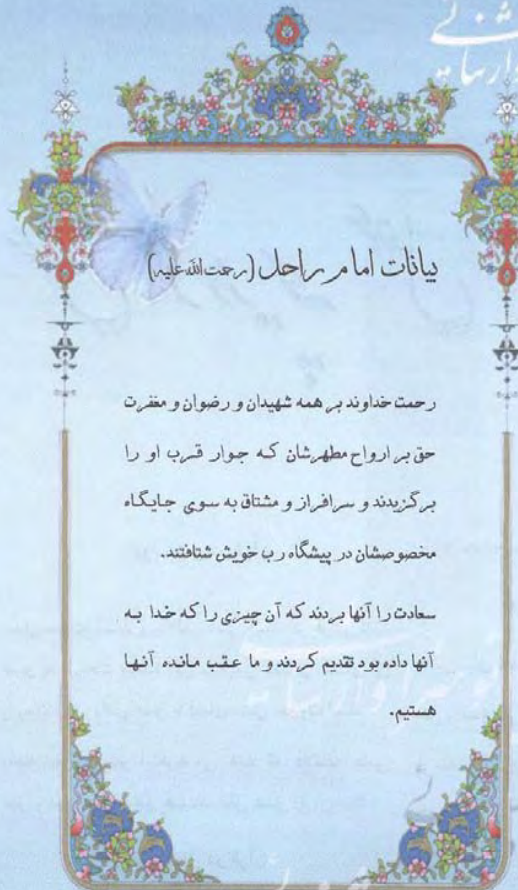 بیانات امام راحل (رحمت الله علیه)
رحمت خداوند بر همه شهیدان و رضوان و مغفرت
حق بر ارواح مطهرشان که جوار قرب او را
برگزیدند و سرافراز و مشتاق به سوی جایگاه
مخصوصشان در پیشگاه رب خویش شتافتند.
سعادت را آنها بردند که آن چیزی را که خدا به
آنها داده بود تقدیم کردند و ما عقب مانده آنها
هستیم.